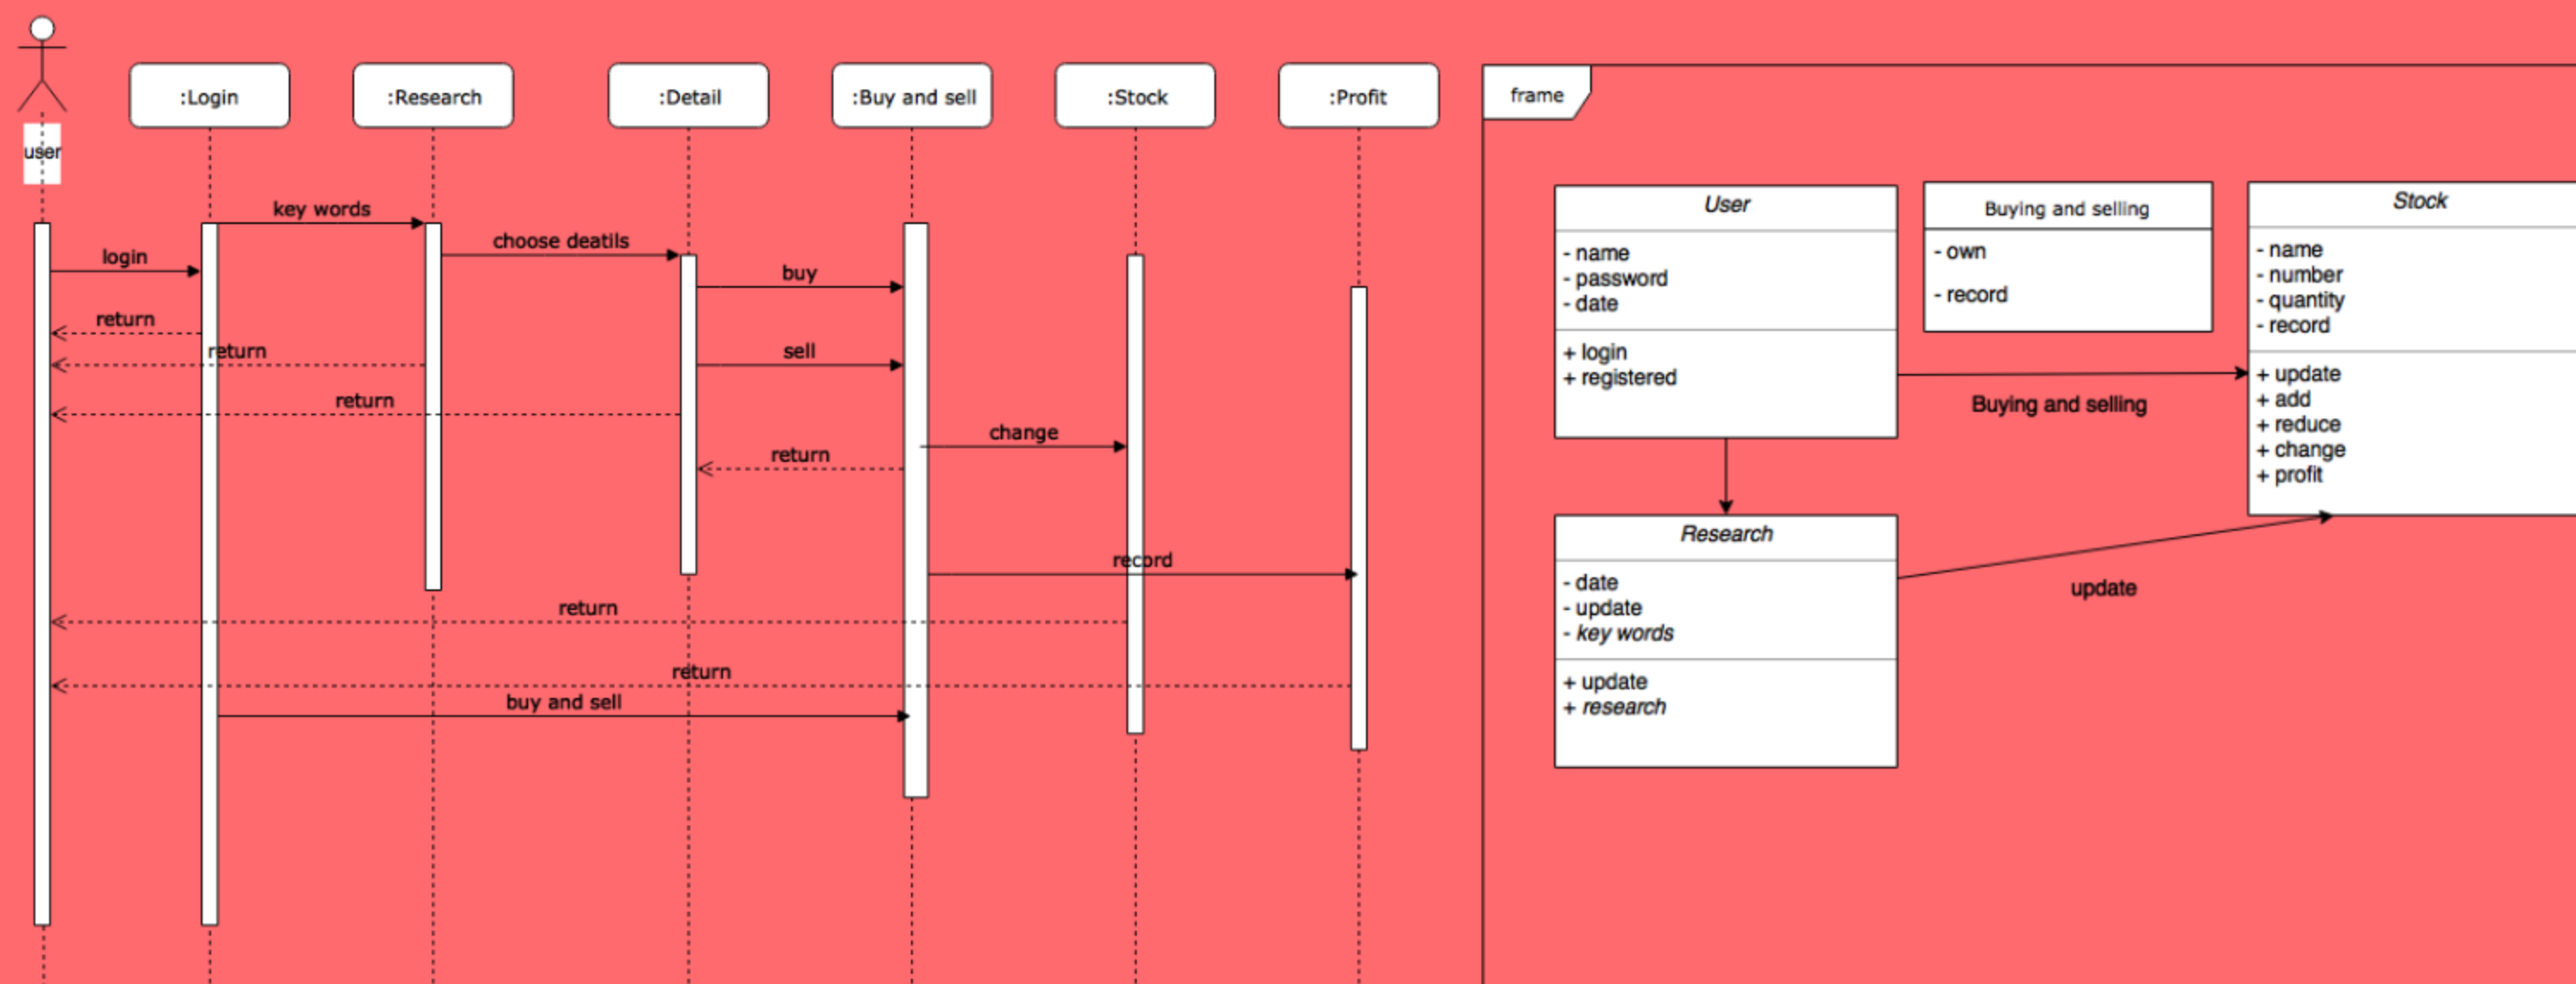 :Login
:Research
:Detail
:Buy and sell
:Stock
:Profit
user
key words
choose deatils
login
buy
return
return
sell
return
change
return
record
return
return
buy and sell
frame
User
- name
- password
- date
+ login
+ registered
Buying and selling
- own
- record
Stock
- name
- number
- quantity
- record
+ update
+ add
+ reduce
+ change
+ profit
Buying and selling
Research
- date
- update
- key words
+ update
+ research
update